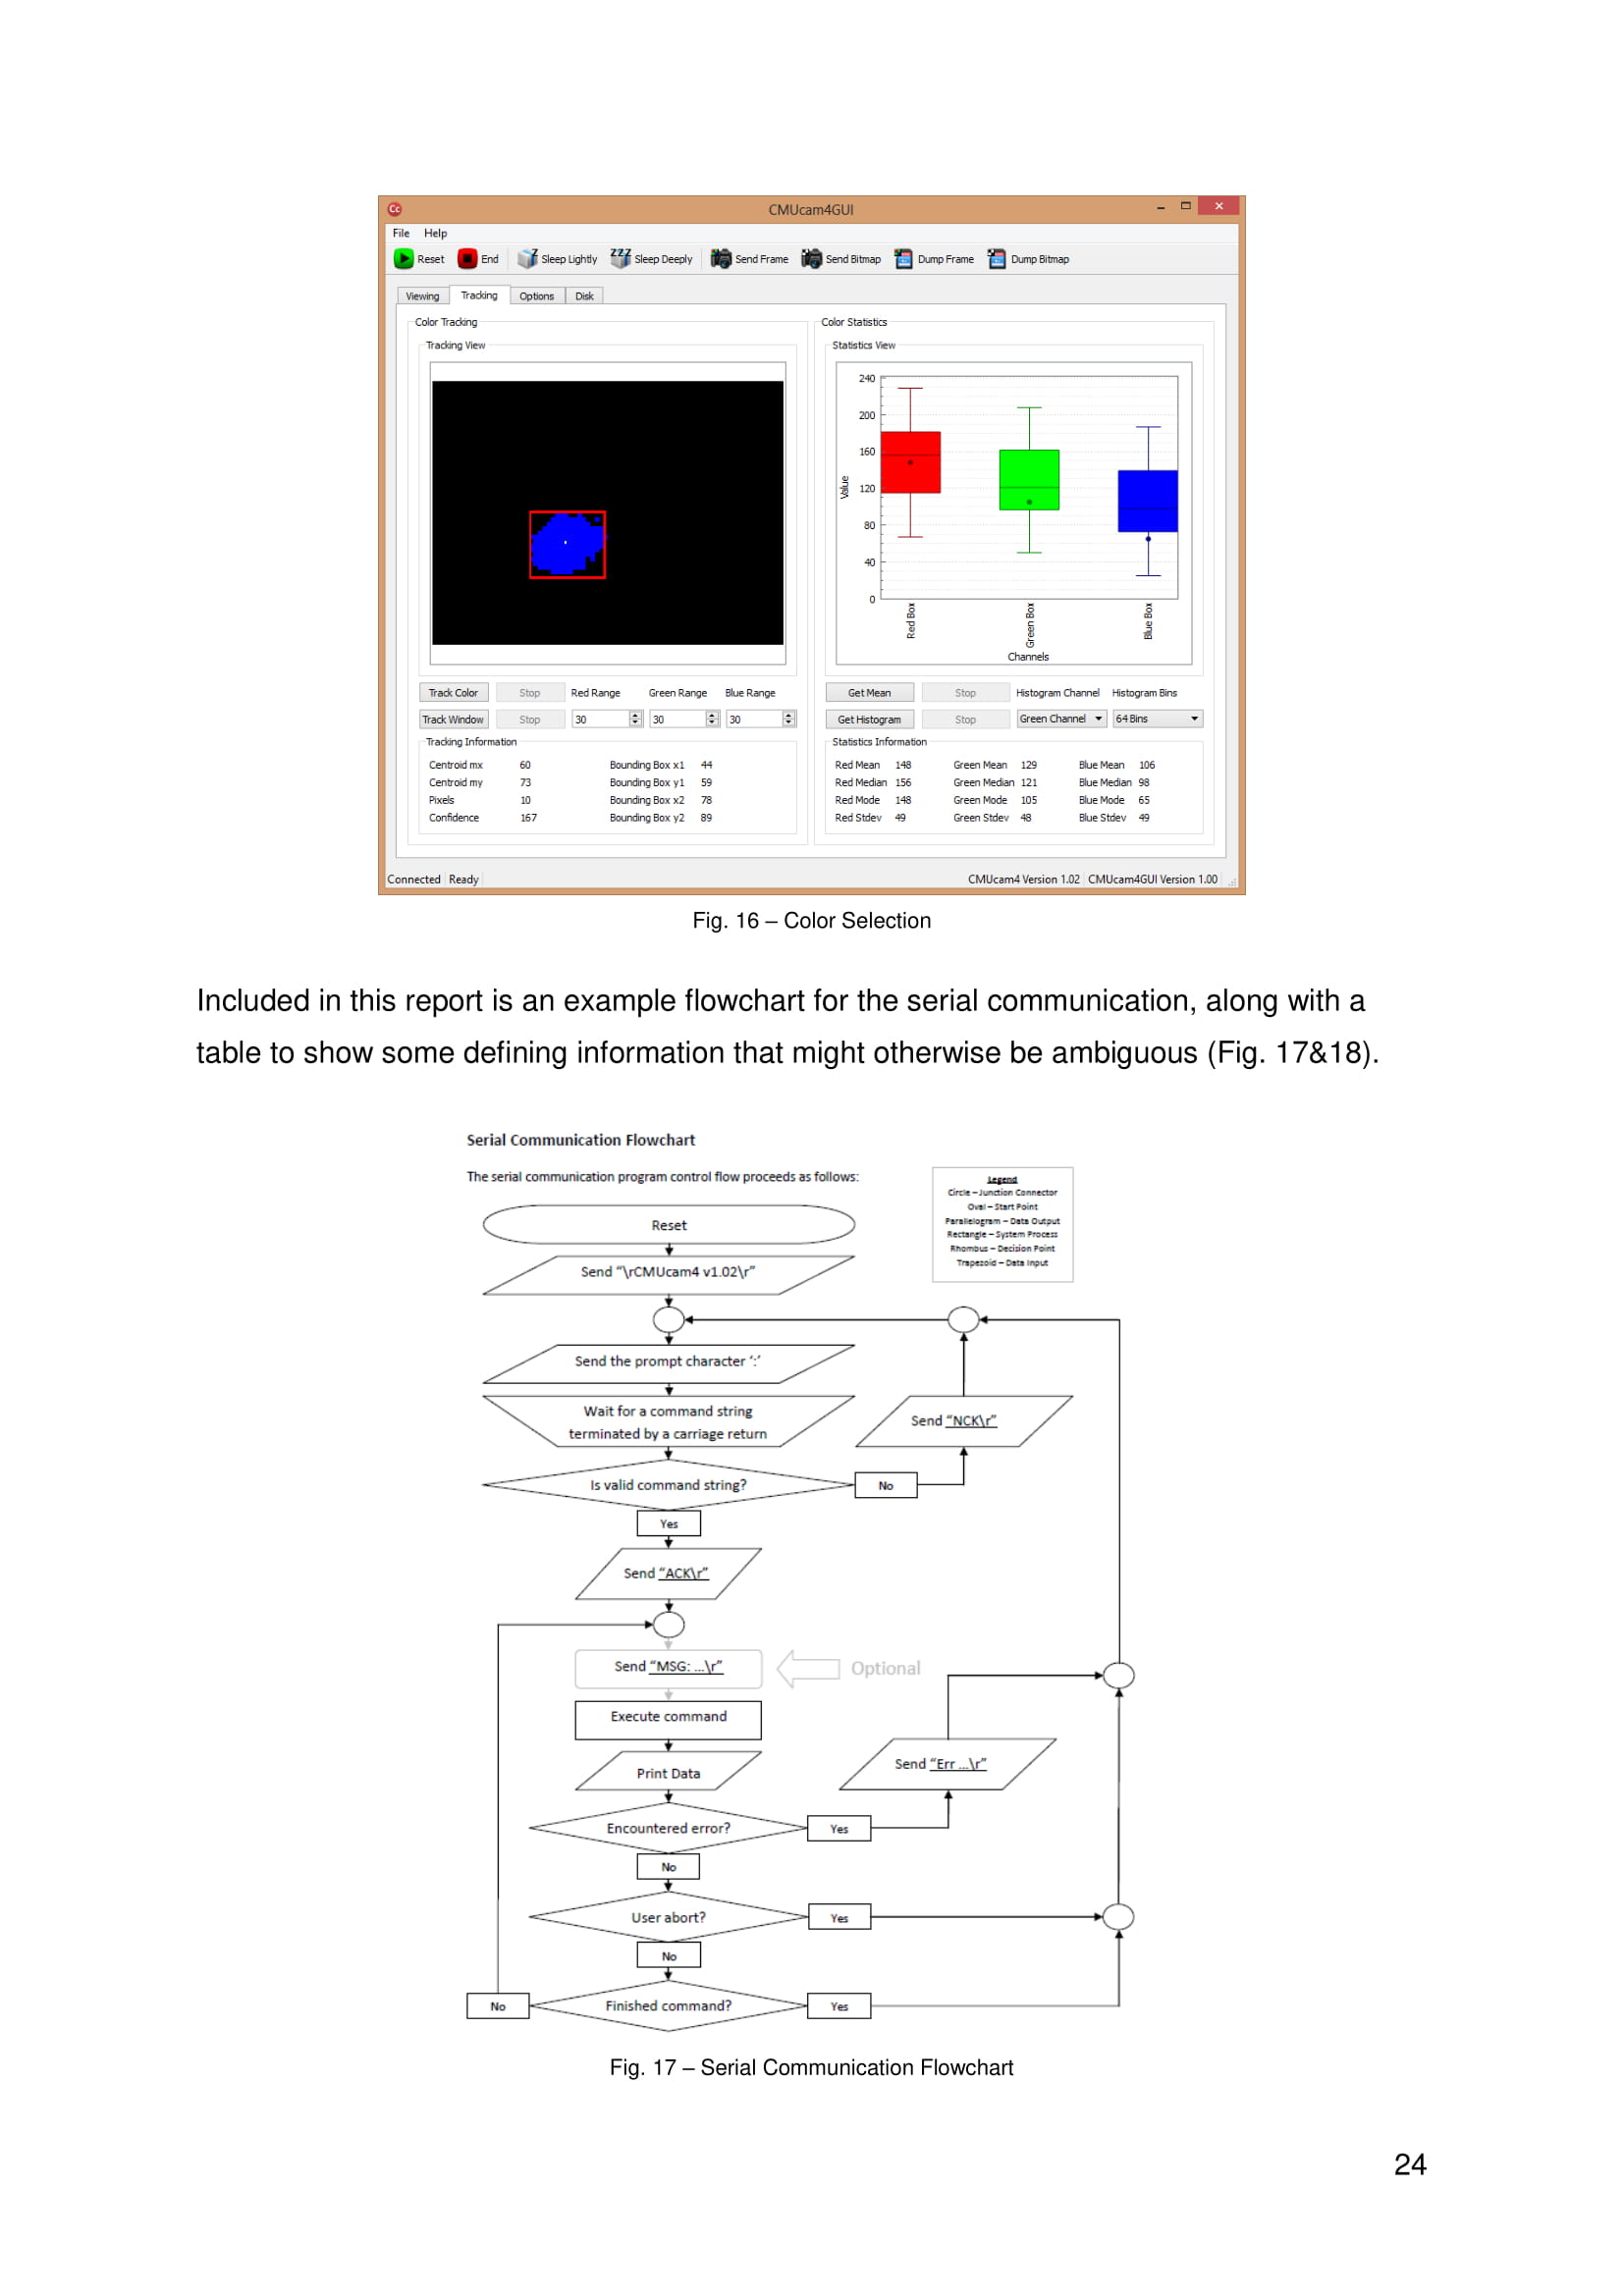 CMUcam4GUI
File Help
Reset End Sleep Lightly Sleep Deeply Send Frame Send Bitmap Dump Frame Dump Bitmap
Viewing Tracking Options Disk
Color Tracking
Tracking View
Track Color Stop Red Range Green Range Blue Range
Track Window Stop 30 30 30
Tracking Information
Centroid mx 60 Bounding Box x1 44
Centroid my 73 Bounding Box y1 59
Pixels 10 Bounding Box x2 78
Confidence 167 Bounding Box y2 89
Color Statistics
Statistics View
240
200
160
120
80
40
0
Value
Red Box
Green Box
Blue Box
Channels
Get Mean Stop Histogram Channel Histogram Bins
Get Histogram Stop Green Channel 64 Bins
Statistics Information
Red Mean 148 Green Mean 129 Blue Mean 106
Red Median 156 Green Median 121 Blue Median 98
Red Mode 148 Green Mode 105 Blue Mode 65
Red Stdev 49 Green Stdev 48 Blue Stdev 49
Connected Ready CMUcam4 Version 1.02 CMUcam4GUI Version 1.00
Fig. 16 – Color Selection
Included in this report is an example flowchart for the serial communication, along with a
table to show some defining information that might otherwise be ambiguous (Fig. 17&18).
Serial Communication Flowchart
The serial communication program control flow proceeds as follows:
Legend
Circle – Junction Connector
Oval – Start Point
Parallelogram – Data Output
Rectangle – System Process
Rhombus – Decision Point
Trapezoid – Data Input
Reset
Send “\rCMUcam4 v1.02\r”
Send the prompt character ‘:’
Wait for a command string
terminated by a carriage return
Send “NCK\r”
Is valid command string?
No
Yes
Send “ACK\r”
Send “MSG: ...\r”
Optional
Execute command
Print Data
Send “Err ...\r”
Encountered error?
Yes
No
User abort?
Yes
No
No
Finished command?
Yes
Fig. 17 – Serial Communication Flowchart
24